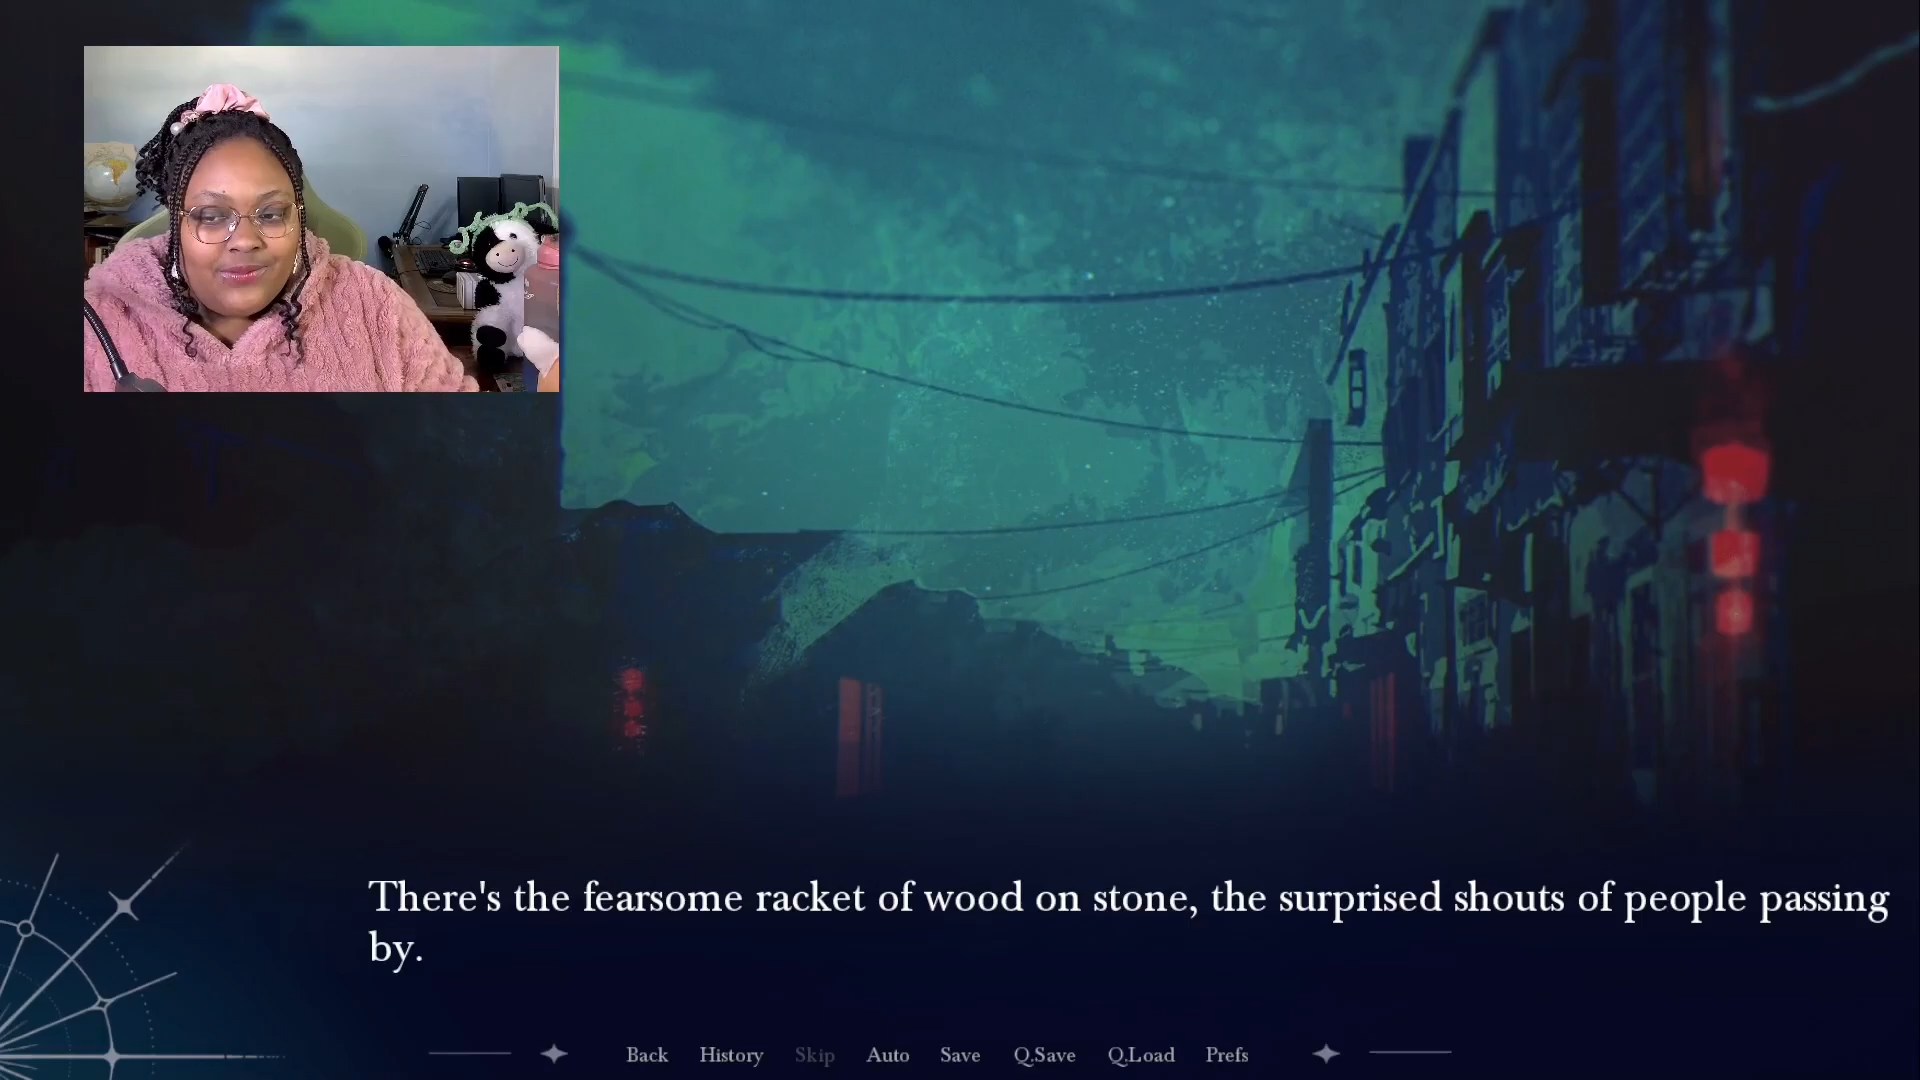 There's the fearsome racket of wood on stone, the surprised shouts of people passing
by.
Back History Skip Auto Save Q.Save Q.Load Prefs